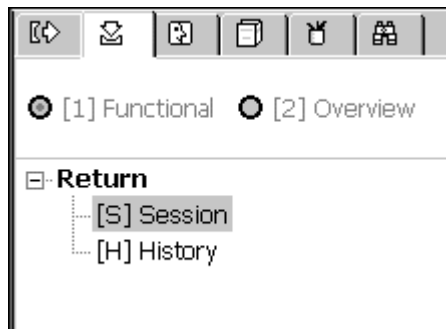 [1] Functional [2] Overview
Return
[S] Session
[H] History